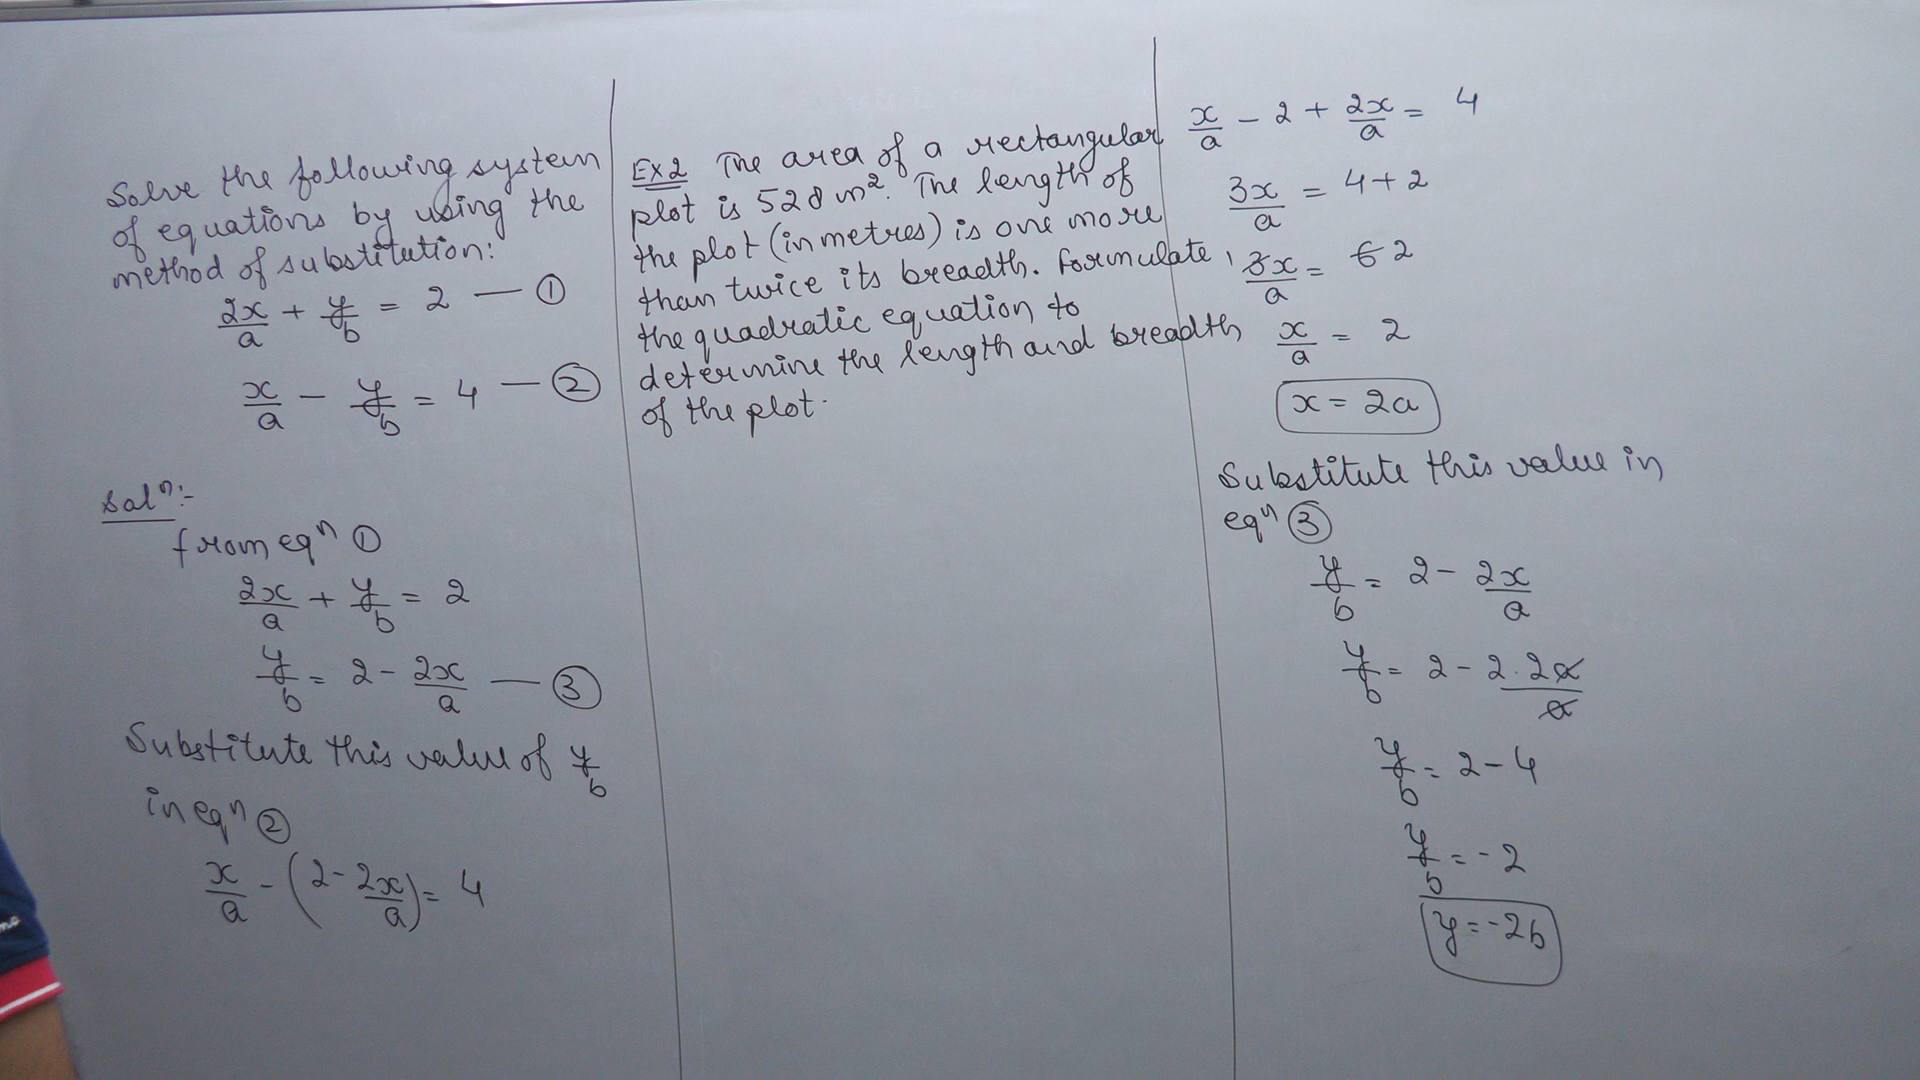 Solve the following system
of equations by using the
method of substitution:
2x/a + y/b = 2 — ①
x/a - y/b = 4 — ②
Solⁿ:-
from eqⁿ ①
2x/a + y/b = 2
y/b = 2 - 2x/a — ③
Substitute this value of y/b
in eqⁿ ②
x/a - (2 - 2x/a) = 4
Ex2 The area of a rectangular
plot is 528 m². The length of
the plot (in metres) is one more
than twice its breadth. Formulate
the quadratic equation to
determine the length and breadth
of the plot.
x/a - 2 + 2x/a = 4
3x/a = 4 + 2
1 3x/a = 6 2
x/a = 2
x = 2a
Substitute this value in
eqⁿ ③
y/b = 2 - 2x/a
y/b = 2 - 2·2a/a
y/b = 2 - 4
y/b = -2
y = -2b